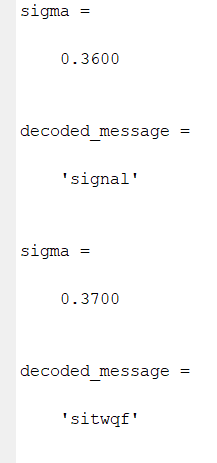 sigma =
0.3600
decoded_message =
'signal'
sigma =
0.3700
decoded_message =
'sitwqf'